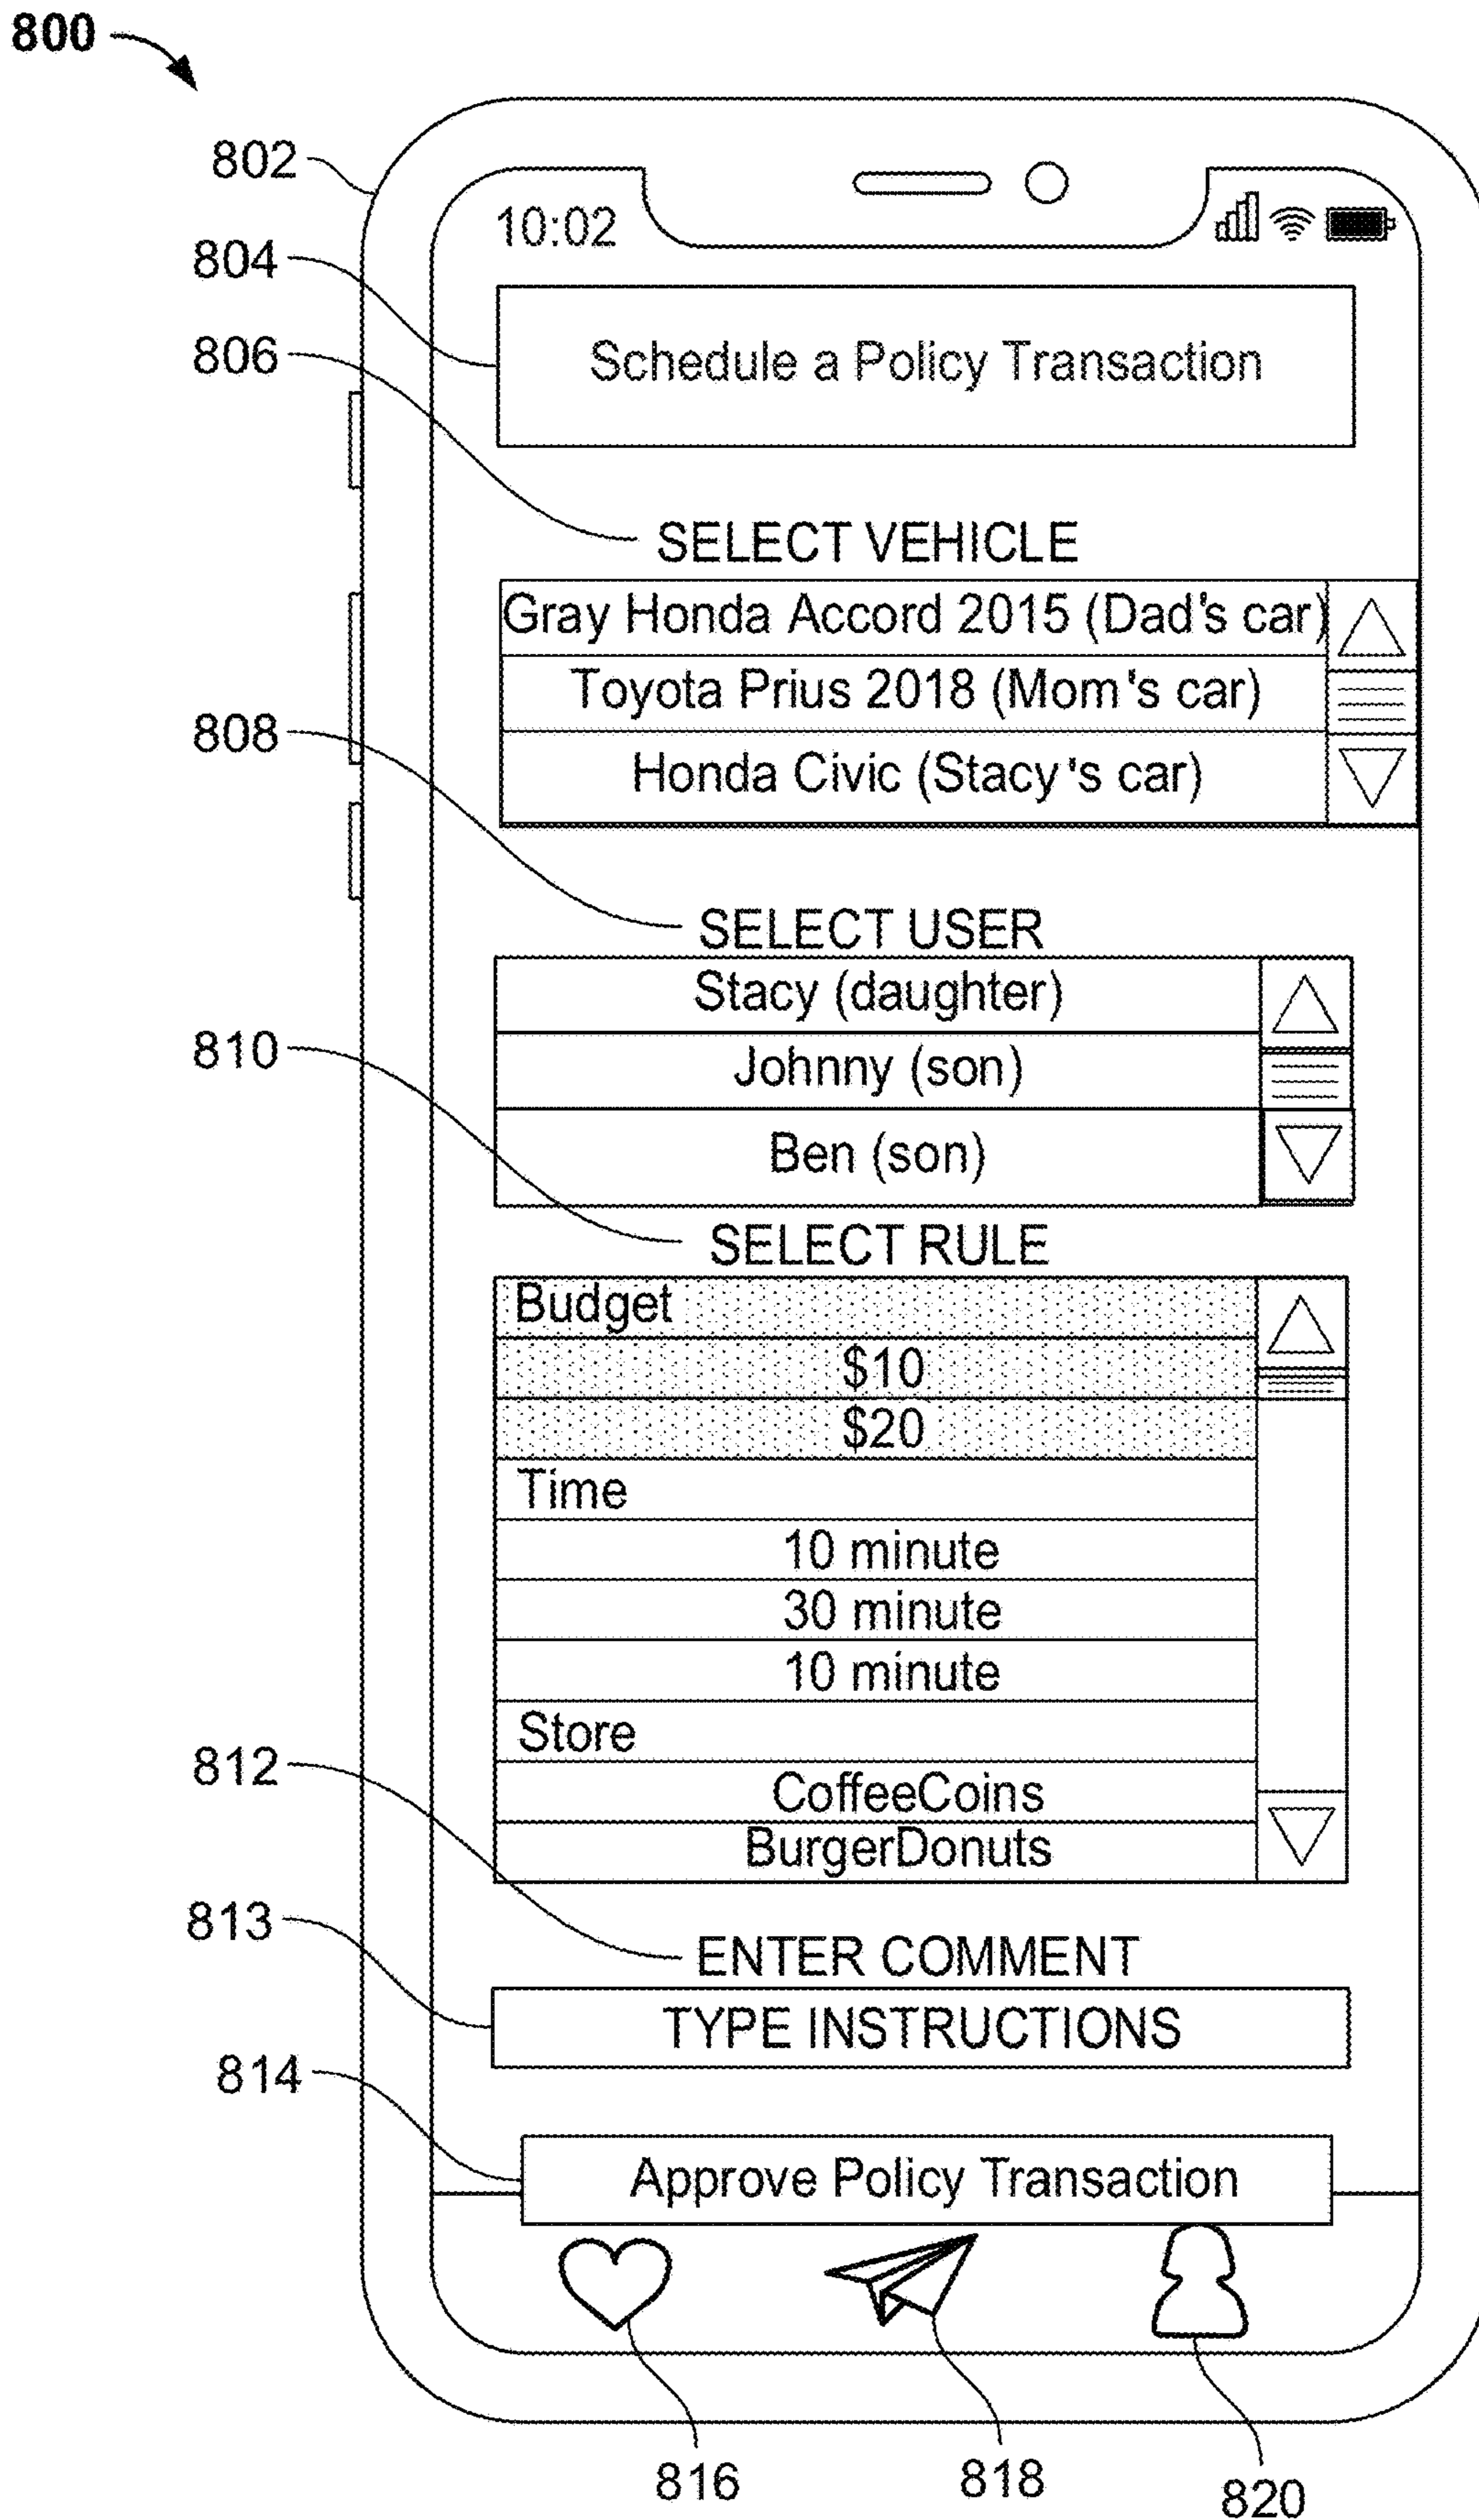 800
802
10:02
804
Schedule a Policy Transaction
806
SELECT VEHICLE
Gray Honda Accord 2015 (Dad's car)
Toyota Prius 2018 (Mom's car)
808
Honda Civic (Stacy's car)
SELECT USER
Stacy (daughter)
810
Johnny (son)
Ben (son)
SELECT RULE
Budget
$10
$20
Time
10 minute
30 minute
10 minute
Store
812
CoffeeCoins
BurgerDonuts
813
ENTER COMMENT
TYPE INSTRUCTIONS
814
Approve Policy Transaction
816
818
820